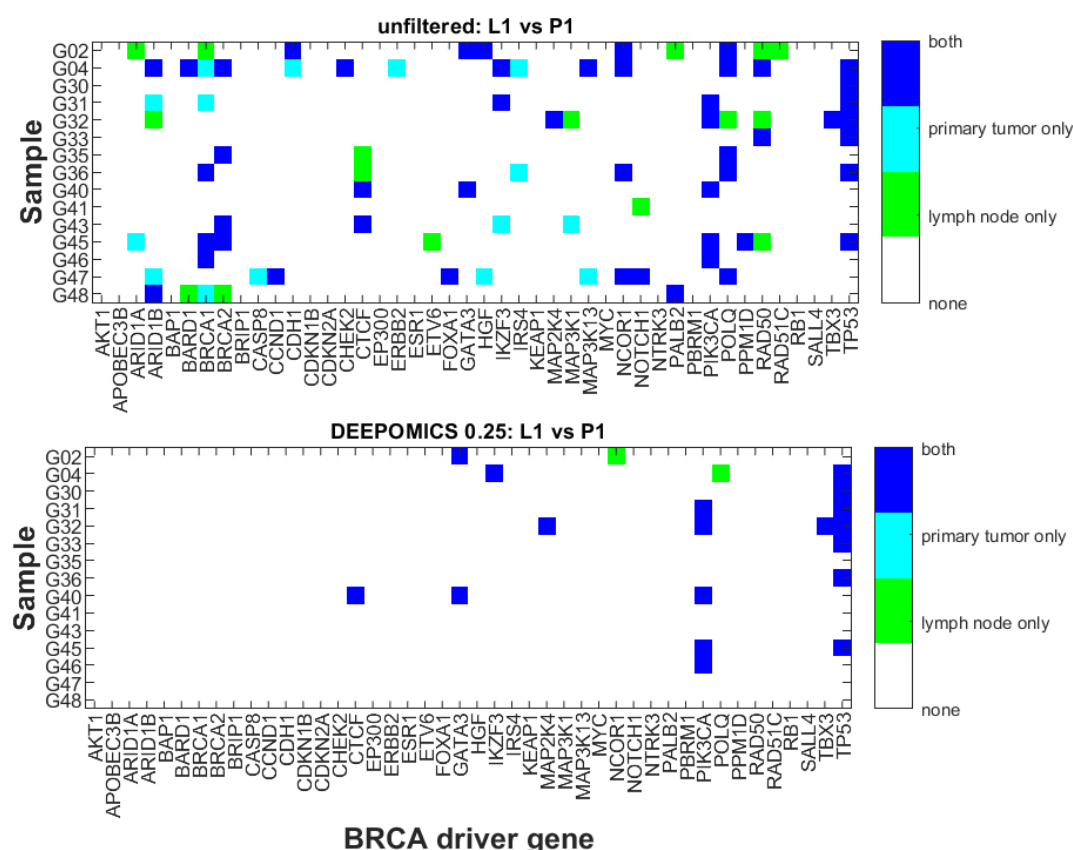 unfiltered: L1 vs P1
Sample
G02
G04
G30
G31
G32
G33
G35
G36
G40
G41
G43
G45
G46
G47
G48
AKT1
APOBEC3B
ARID1A
ARID1B
BAP1
BARD1
BRCA1
BRCA2
BRIP1
CASP8
CCND1
CDH1
CDKN1B
CDKN2A
CHEK2
CTCF
EP300
ERBB2
ESR1
ETV6
FOXA1
GATA3
HGF
IKZF3
IRS4
KEAP1
MAP2K4
MAP3K1
MAP3K13
MYC
NCOR1
NOTCH1
NTRK3
PALB2
PBRM1
PIK3CA
POLQ
PPM1D
RAD50
RAD51C
RB1
SALL4
TBX3
TP53
both
primary tumor only
lymph node only
none
DEEPOMICS 0.25: L1 vs P1
Sample
G02
G04
G30
G31
G32
G33
G35
G36
G40
G41
G43
G45
G46
G47
G48
AKT1
APOBEC3B
ARID1A
ARID1B
BAP1
BARD1
BRCA1
BRCA2
BRIP1
CASP8
CCND1
CDH1
CDKN1B
CDKN2A
CHEK2
CTCF
EP300
ERBB2
ESR1
ETV6
FOXA1
GATA3
HGF
IKZF3
IRS4
KEAP1
MAP2K4
MAP3K1
MAP3K13
MYC
NCOR1
NOTCH1
NTRK3
PALB2
PBRM1
PIK3CA
POLQ
PPM1D
RAD50
RAD51C
RB1
SALL4
TBX3
TP53
both
primary tumor only
lymph node only
none
BRCA driver gene